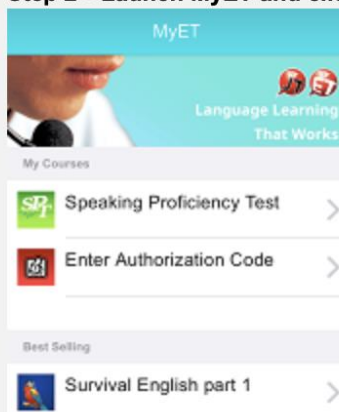 MyET
Language Learning
That Works
My Courses
SPT
Speaking Proficiency Test
Enter Authorization Code
Best Selling
Survival English part 1